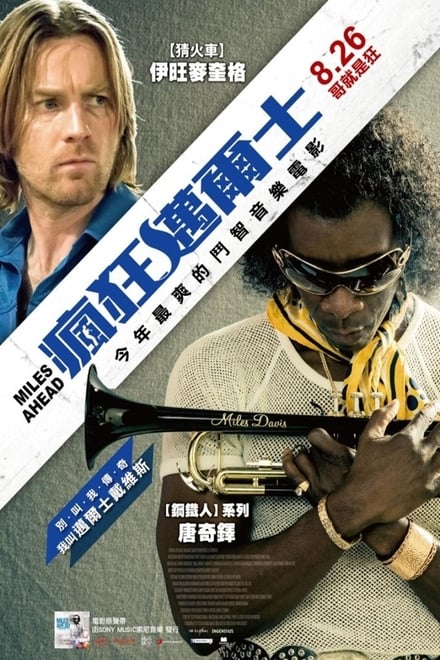 【猜火車】
伊旺麥奎格
8.26
哥就是狂
瘋狂邁爾士
今年最爽的鬥智音樂電影
MILES
AHEAD
Miles Davis
別·叫·我·傳·奇
我叫邁爾士戴維斯
【鋼鐵人】系列
唐奇鐸
電影原聲帶
由SONY MUSIC索尼音樂 發行